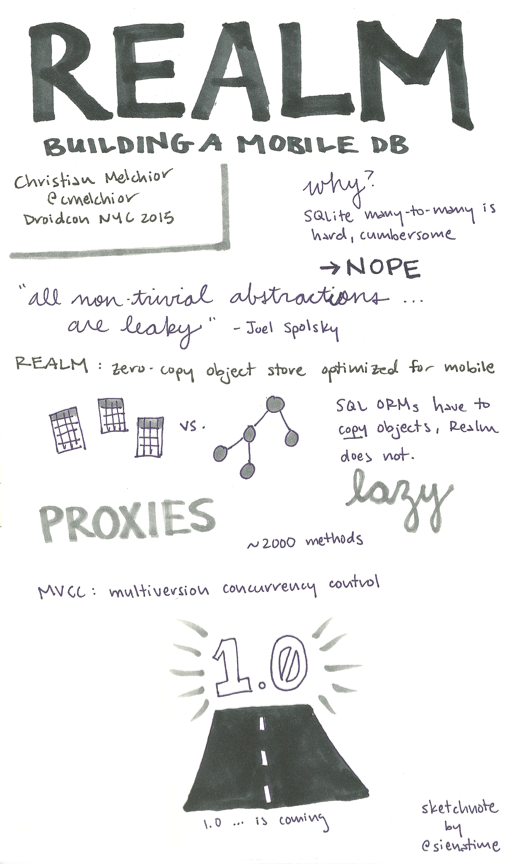 REALM
BUILDING A MOBILE DB
Christian Melchior
@cmelchior
Droidcon NYC 2015
why?
SQLite many-to-many is
hard, cumbersome
→ NOPE
"all non-trivial abstractions ...
are leaky" - Joel Spolsky
REALM: zero-copy object store optimized for mobile
vs.
SQL ORMs have to
copy objects, Realm
does not.
lazy
PROXIES
~2000 methods
MVCC: multiversion concurrency control
1.0
1.0 ... is coming
sketchnote
by
@sienatime